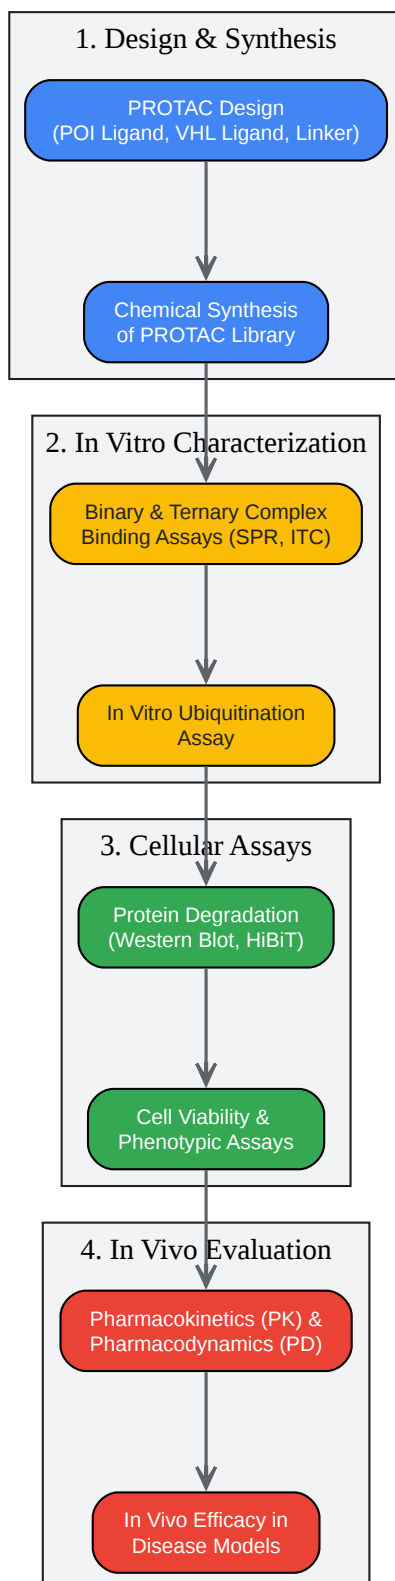 1. Design & Synthesis
PROTAC Design
(POI Ligand, VHL Ligand, Linker)
Chemical Synthesis
of PROTAC Library
2. In Vitro Characterization
Binary & Ternary Complex
Binding Assays (SPR, ITC)
In Vitro Ubiquitination
Assay
3. Cellular Assays
Protein Degradation
(Western Blot, HiBiT)
Cell Viability &
Phenotypic Assays
4. In Vivo Evaluation
Pharmacokinetics (PK) &
Pharmacodynamics (PD)
In Vivo Efficacy in
Disease Models